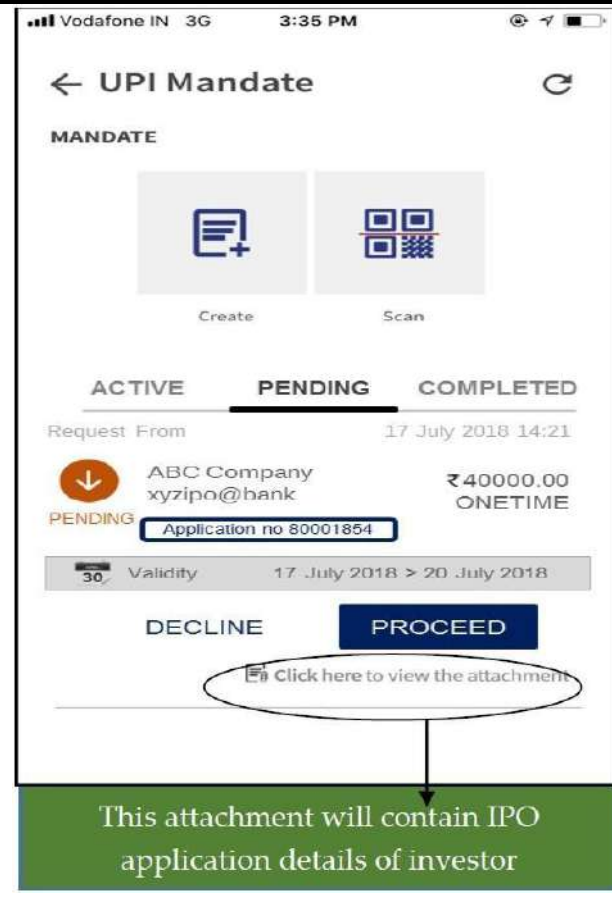 Vodafone IN 3G 3:35 PM
← UPI Mandate
MANDATE
Create Scan
ACTIVE PENDING COMPLETED
Request From 17 July 2018 14:21
ABC Company ₹40000.00
xyzipo@bank ONETIME
PENDING
Application no 80001854
30 Validity 17 July 2018 > 20 July 2018
DECLINE PROCEED
Click here to view the attachment
This attachment will contain IPO
application details of investor